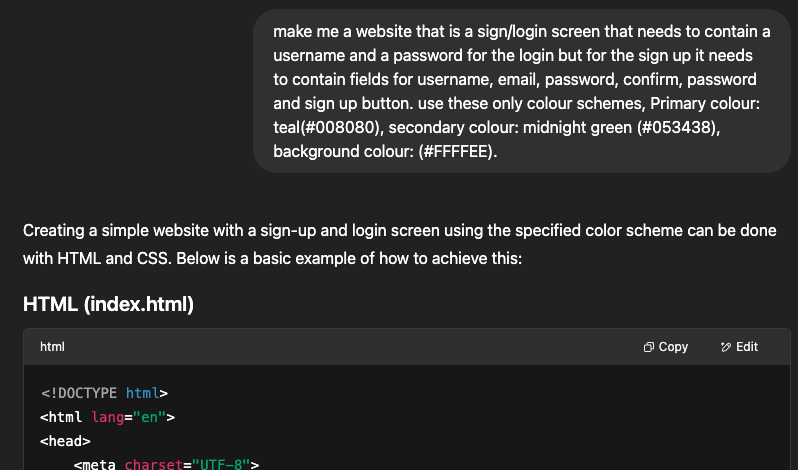 make me a website that is a sign/login screen that needs to contain a
username and a password for the login but for the sign up it needs
to contain fields for username, email, password, confirm, password
and sign up button. use these only colour schemes, Primary colour:
teal(#008080), secondary colour: midnight green (#053438),
background colour: (#FFFFEE).
Creating a simple website with a sign-up and login screen using the specified color scheme can be done
with HTML and CSS. Below is a basic example of how to achieve this:
HTML (index.html)
html Copy Edit
<!DOCTYPE html>
<html lang="en">
<head>
<meta charset="UTF-8">